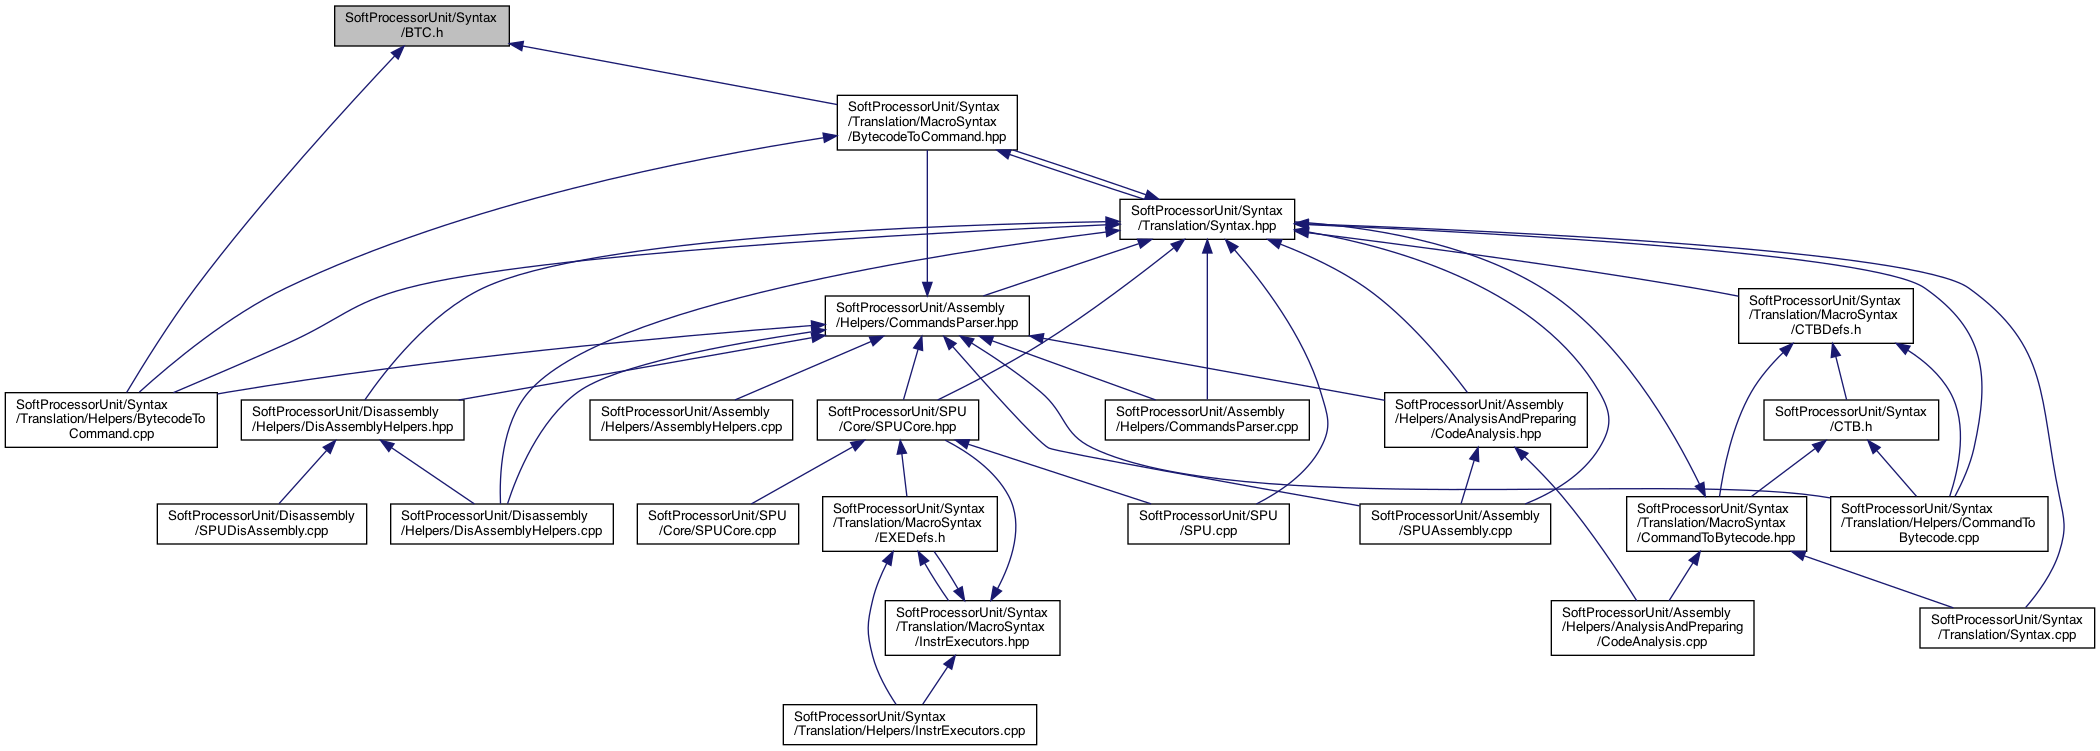 SoftProcessorUnit/Syntax
/BTC.h
SoftProcessorUnit/Syntax
/Translation/MacroSyntax
/BytecodeToCommand.hpp
SoftProcessorUnit/Syntax
/Translation/Syntax.hpp
SoftProcessorUnit/Assembly
/Helpers/CommandsParser.hpp
SoftProcessorUnit/Syntax
/Translation/MacroSyntax
/CTBDefs.h
SoftProcessorUnit/Syntax
/Translation/Helpers/BytecodeTo
Command.cpp
SoftProcessorUnit/Disassembly
/Helpers/DisAssemblyHelpers.hpp
SoftProcessorUnit/Assembly
/Helpers/AssemblyHelpers.cpp
SoftProcessorUnit/SPU
/Core/SPUCore.hpp
SoftProcessorUnit/Assembly
/Helpers/CommandsParser.cpp
SoftProcessorUnit/Assembly
/Helpers/AnalysisAndPreparing
/CodeAnalysis.hpp
SoftProcessorUnit/Syntax
/CTB.h
SoftProcessorUnit/Disassembly
/SPUDisAssembly.cpp
SoftProcessorUnit/Disassembly
/Helpers/DisAssemblyHelpers.cpp
SoftProcessorUnit/SPU
/Core/SPUCore.cpp
SoftProcessorUnit/Syntax
/Translation/MacroSyntax
/EXEDefs.h
SoftProcessorUnit/SPU
/SPU.cpp
SoftProcessorUnit/Assembly
/SPUAssembly.cpp
SoftProcessorUnit/Syntax
/Translation/MacroSyntax
/CommandToBytecode.hpp
SoftProcessorUnit/Syntax
/Translation/Helpers/CommandTo
Bytecode.cpp
SoftProcessorUnit/Syntax
/Translation/MacroSyntax
/InstrExecutors.hpp
SoftProcessorUnit/Assembly
/Helpers/AnalysisAndPreparing
/CodeAnalysis.cpp
SoftProcessorUnit/Syntax
/Translation/Syntax.cpp
SoftProcessorUnit/Syntax
/Translation/Helpers/InstrExecutors.cpp